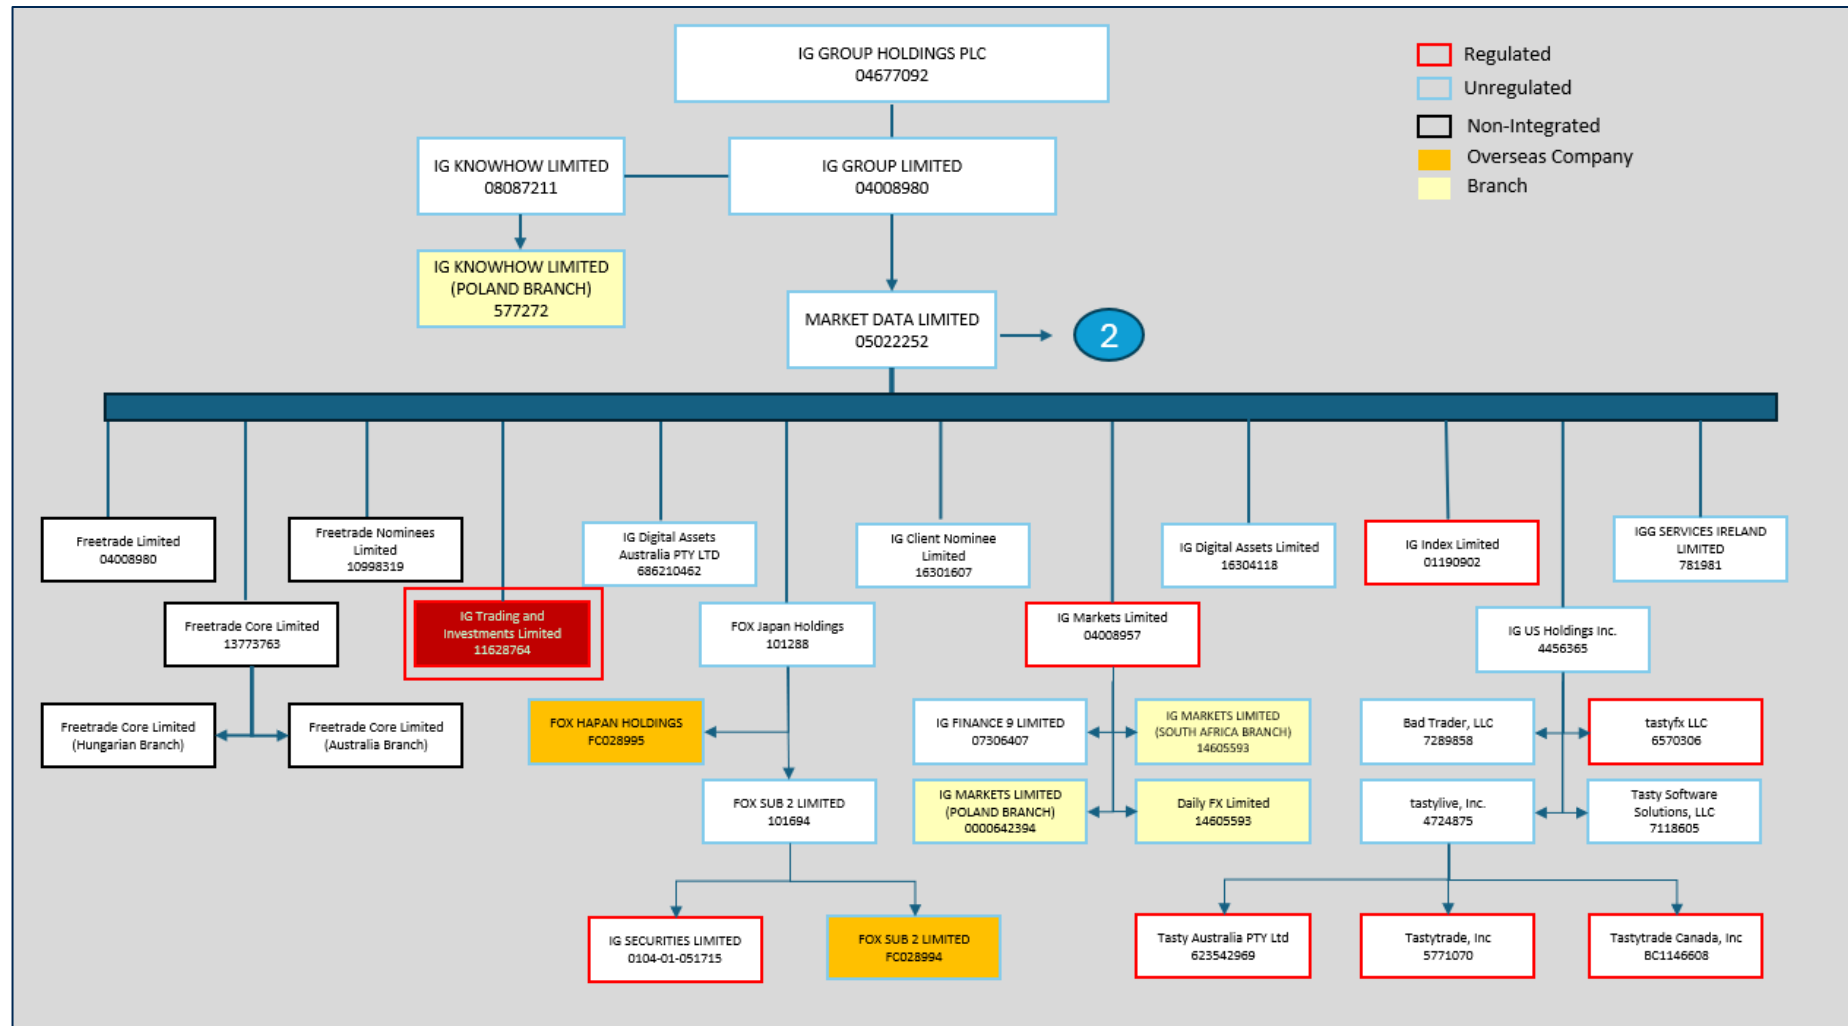 IG GROUP HOLDINGS PLC
04677092
Regulated
Unregulated
Non-Integrated
Overseas Company
Branch
IG KNOWHOW LIMITED
08087211
IG GROUP LIMITED
04008980
IG KNOWHOW LIMITED
(POLAND BRANCH)
577272
MARKET DATA LIMITED
05022252
2
Freetrade Limited
04008980
Freetrade Nominees
Limited
10998319
IG Digital Assets
Australia PTY LTD
686210462
IG Client Nominee
Limited
16301607
IG Digital Assets Limited
16304118
IG Index Limited
01190902
IGG SERVICES IRELAND
LIMITED
781981
Freetrade Core Limited
13773763
IG Trading and
Investments Limited
11628764
FOX Japan Holdings
101288
IG Markets Limited
04008957
IG US Holdings Inc.
4456365
Freetrade Core Limited
(Hungarian Branch)
Freetrade Core Limited
(Australia Branch)
FOX HAPAN HOLDINGS
FC028995
IG FINANCE 9 LIMITED
07306407
IG MARKETS LIMITED
(SOUTH AFRICA BRANCH)
14605593
Bad Trader, LLC
7289858
tastyfx LLC
6570306
FOX SUB 2 LIMITED
101694
IG MARKETS LIMITED
(POLAND BRANCH)
0000642394
Daily FX Limited
14605593
tastylive, Inc.
4724875
Tasty Software
Solutions, LLC
7118605
IG SECURITIES LIMITED
0104-01-051715
FOX SUB 2 LIMITED
FC028994
Tasty Australia PTY Ltd
623542969
Tastytrade, Inc
5771070
Tastytrade Canada, Inc
BC1146608